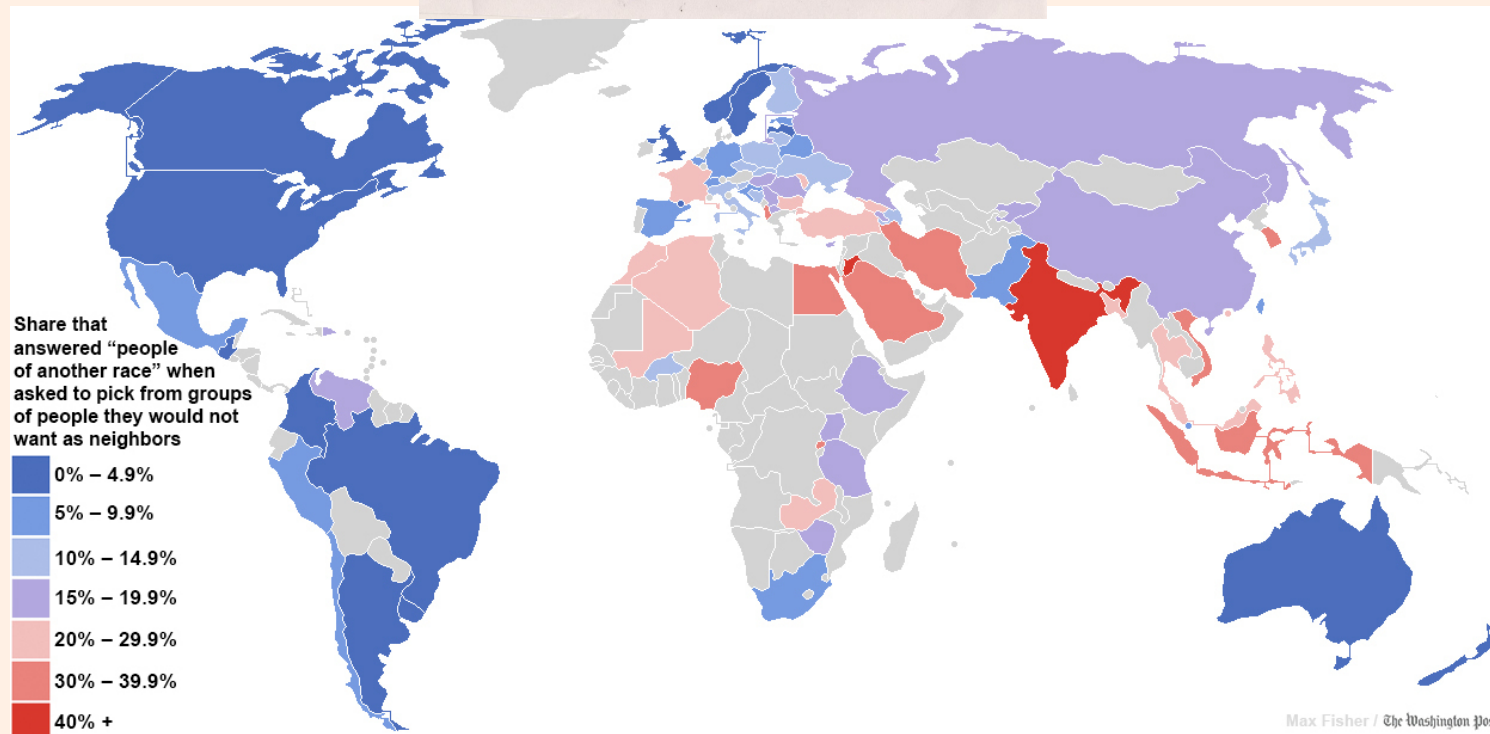 Share that
answered “people
of another race” when
asked to pick from groups
of people they would not
want as neighbors
0% – 4.9%
5% – 9.9%
10% – 14.9%
15% – 19.9%
20% – 29.9%
30% – 39.9%
40% +
Max Fisher / The Washington Pos